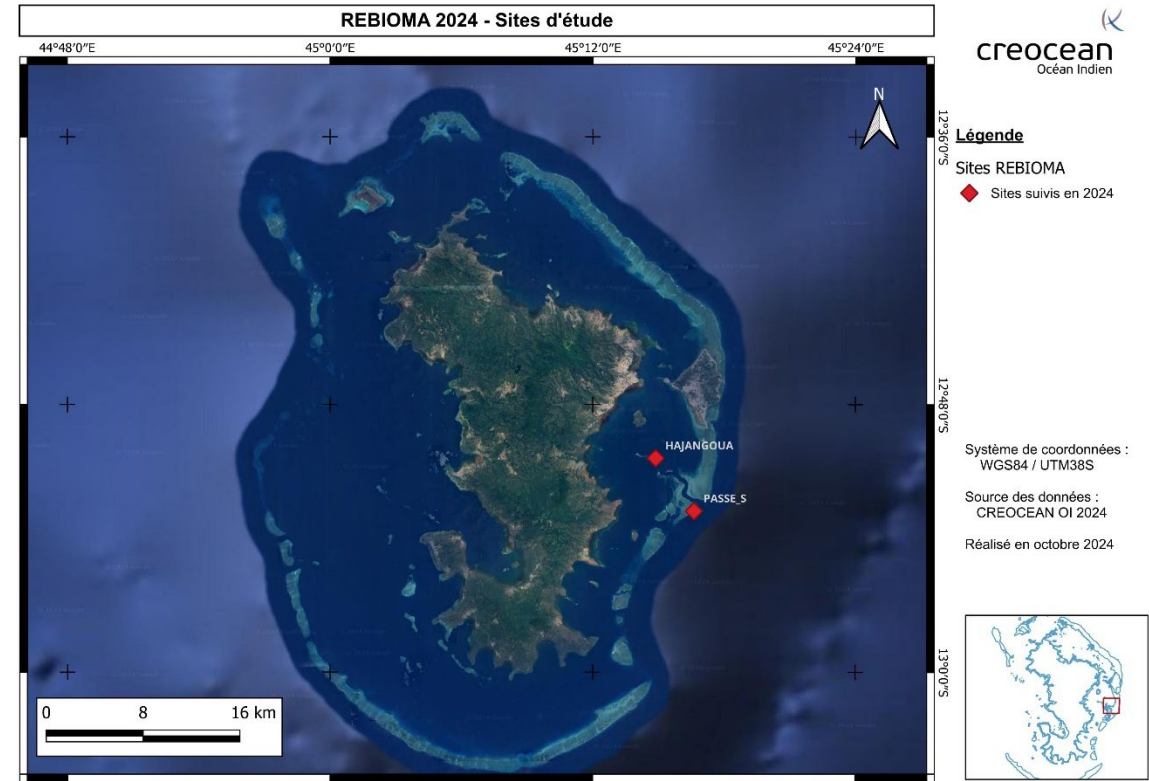 REBIOMA 2024 - Sites d'étude
44°48'0"E
45°0'0"E
45°12'0"E
45°24'0"E
creocean
Océan Indien
N
12°36'0"S
Légende
Sites REBIOMA
Sites suivis en 2024
12°48'0"S
HAJANGOUA
PASSE_S
Système de coordonnées :
WGS84 / UTM38S
Source des données :
CREOCEAN OI 2024
Réalisé en octobre 2024
13°0'0"S
0 8 16 km